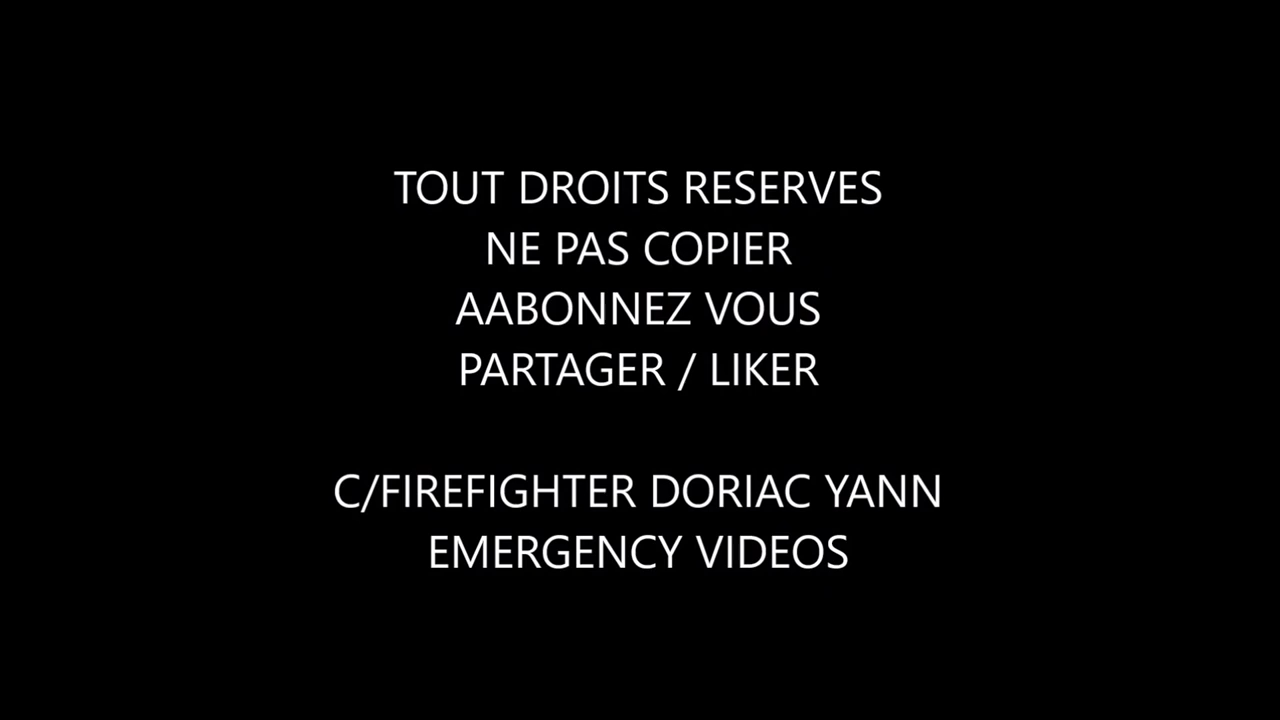 TOUT DROITS RESERVES
NE PAS COPIER
AABONNEZ VOUS
PARTAGER / LIKER
C/FIREFIGHTER DORIAC YANN
EMERGENCY VIDEOS